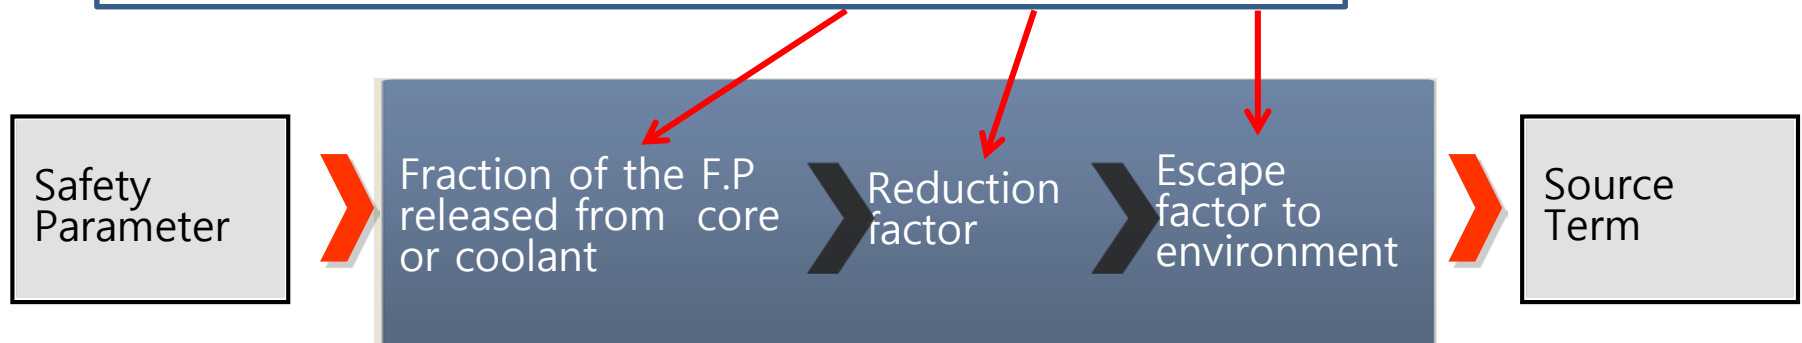 Safety
Parameter
Fraction of the F.P
released from core
or coolant
Reduction
factor
Escape
factor to
environment
Source
Term